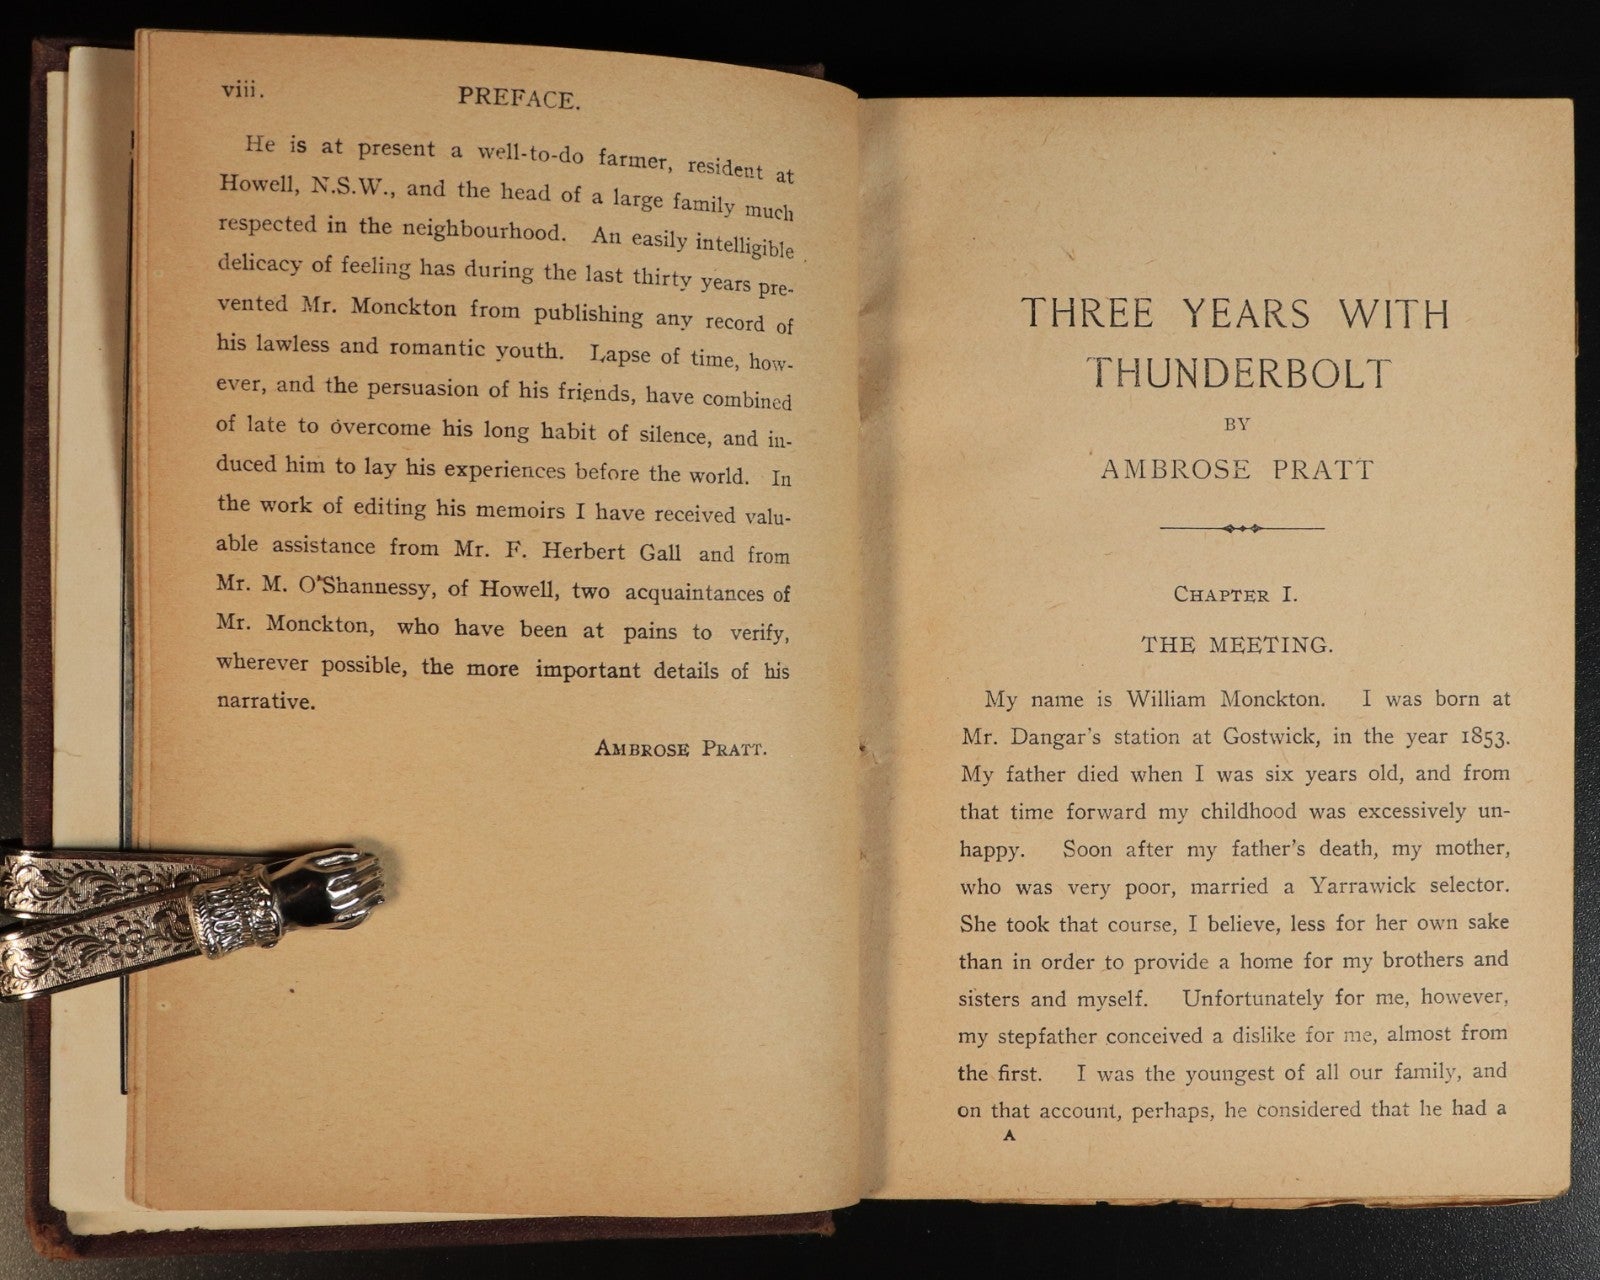 viii.
PREFACE.
He is at present a well-to-do farmer, resident at
Howell, N.S.W., and the head of a large family much
respected in the neighbourhood. An easily intelligible
delicacy of feeling has during the last thirty years pre-
vented Mr. Monckton from publishing any record of
his lawless and romantic youth. Lapse of time, how-
ever, and the persuasion of his friends, have combined
of late to overcome his long habit of silence, and in-
duced him to lay his experiences before the world. In
the work of editing his memoirs I have received valu-
able assistance from Mr. F. Herbert Gall and from
Mr. M. O'Shannessy, of Howell, two acquaintances of
Mr. Monckton, who have been at pains to verify,
wherever possible, the more important details of his
narrative.
AMBROSE PRATT.
THREE YEARS WITH
THUNDERBOLT
BY
AMBROSE PRATT
CHAPTER I.
THE MEETING.
My name is William Monckton. I was born at
Mr. Dangar's station at Gostwick, in the year 1853.
My father died when I was six years old, and from
that time forward my childhood was excessively un-
happy. Soon after my father's death, my mother,
who was very poor, married a Yarrawick selector.
She took that course, I believe, less for her own sake
than in order to provide a home for my brothers and
sisters and myself. Unfortunately for me, however,
my stepfather conceived a dislike for me, almost from
the first. I was the youngest of all our family, and
on that account, perhaps, he considered that he had a
A